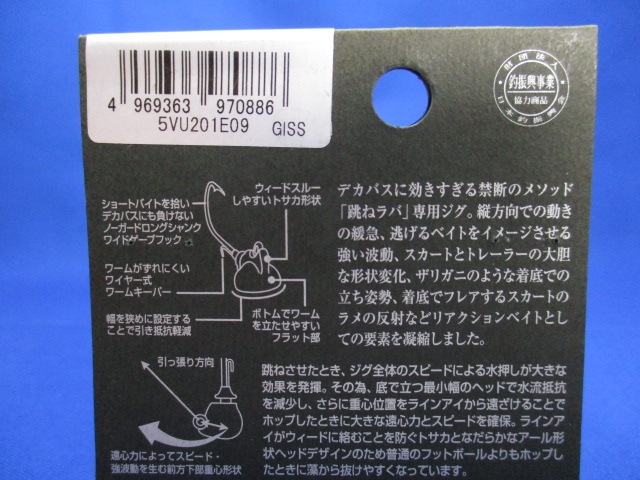 4 969363 970886
5VU201E09 GISS
財団法人
釣振興事業
協力商品
日本釣振興会
ショートバイトを拾い
デカバスにも負けない
ノーガードロングシャンク
ワイドゲープフック
ウィードスルー
しやすいトサカ形状
ワームがずれにくい
ワイヤー式
ワームキーパー
幅を狭めに設定する
ことで引き抵抗軽減
ボトムでワーム
を立たせやすい
フラット部
デカバスに効きすぎる禁断のメソッド
「跳ねラバ」専用ジグ。縦方向での動き
の緩急、逃げるベイトをイメージさせる
強い波動、スカートとトレーラーの大胆
な形状変化、ザリガニのような着底での
立ち姿勢、着底でフレアするスカートの
ラメの反射などリアクションベイトとし
ての要素を凝縮しました。
引っ張り方向
遠心力によってスピード・
強波動を生む前方下部重心形状
跳ねさせたとき、ジグ全体のスピードによる水押しが大きな
効果を発揮。その為、底で立つ最小幅のヘッドで水流抵抗
を減少し、さらに重心位置をラインアイから遠ざけることで
ホップしたときに大きな遠心力とスピードを確保。ラインア
イがウィードに絡むことを防ぐトサカとなだらかなアール形
状ヘッドデザインのため普通のフットボールよりもホップし
たときに藻から抜けやすくなっています。